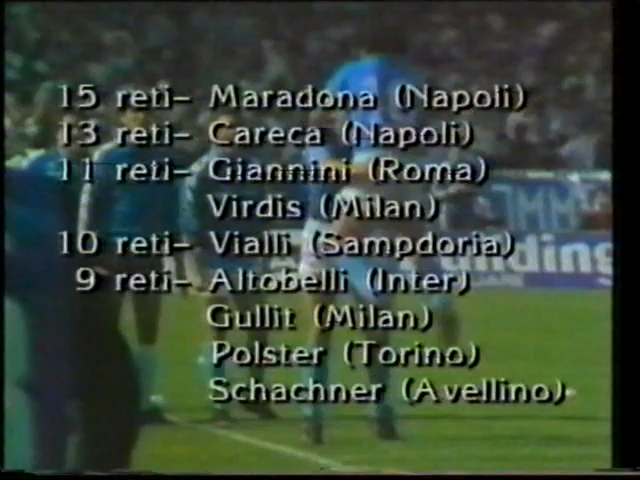 15 reti- Maradona (Napoli)
13 reti- Careca (Napoli)
11 reti- Giannini (Roma)
Virdis (Milan)
10 reti- Vialli (Sampdoria)
9 reti- Altobelli (Inter)
Gullit (Milan)
Polster (Torino)
Schachner (Avellino)